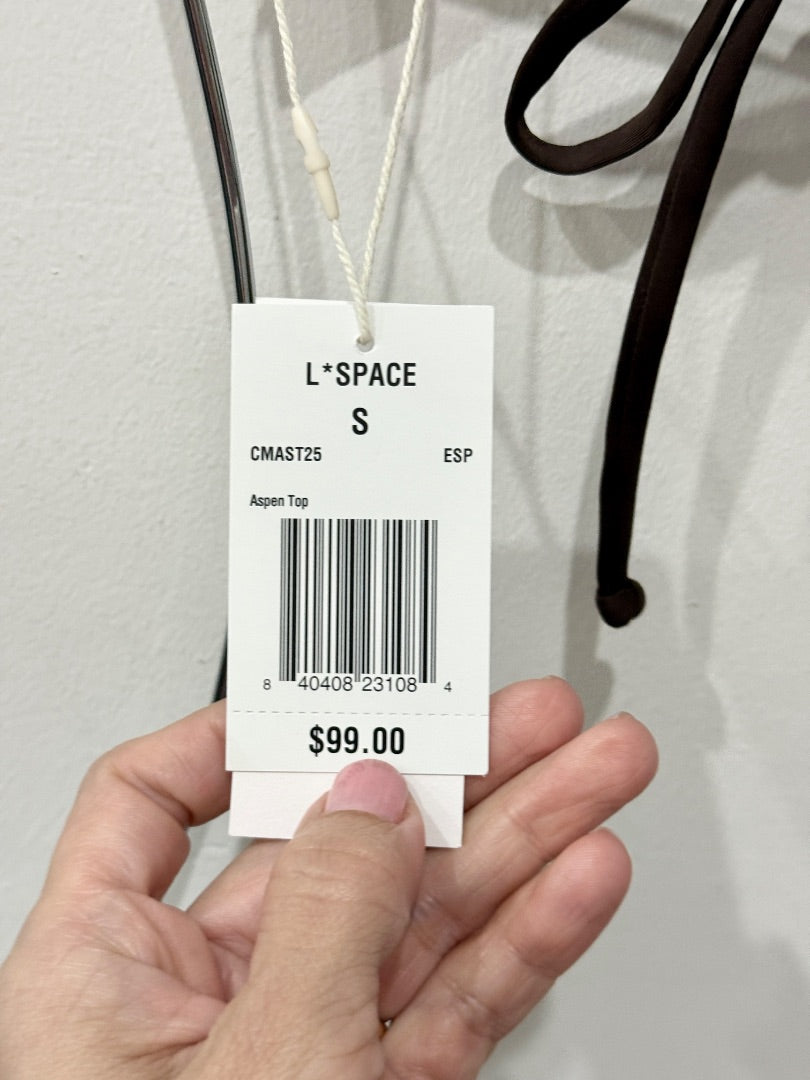 L*SPACE
S
CMAST25 ESP
Aspen Top
8 40408 23108 4
$99.00